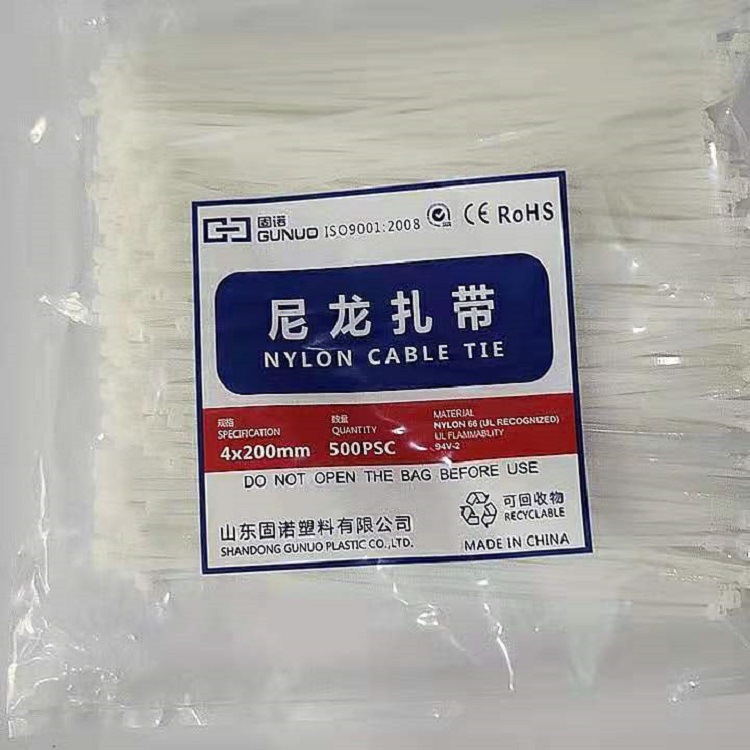 固诺
GUNUO ISO9001:2008 CE RoHS
尼龙扎带
NYLON CABLE TIE
规格 数量 MATERIAL
SPECIFICATION QUANTITY NYLON 66 (UL RECOGNIZED)
UL FLAMMABILITY
4x200mm 500PSC 94V-2
DO NOT OPEN THE BAG BEFORE USE
可回收物
RECYCLABLE
山东固诺塑料有限公司
SHANDONG GUNUO PLASTIC CO.,LTD.
MADE IN CHINA